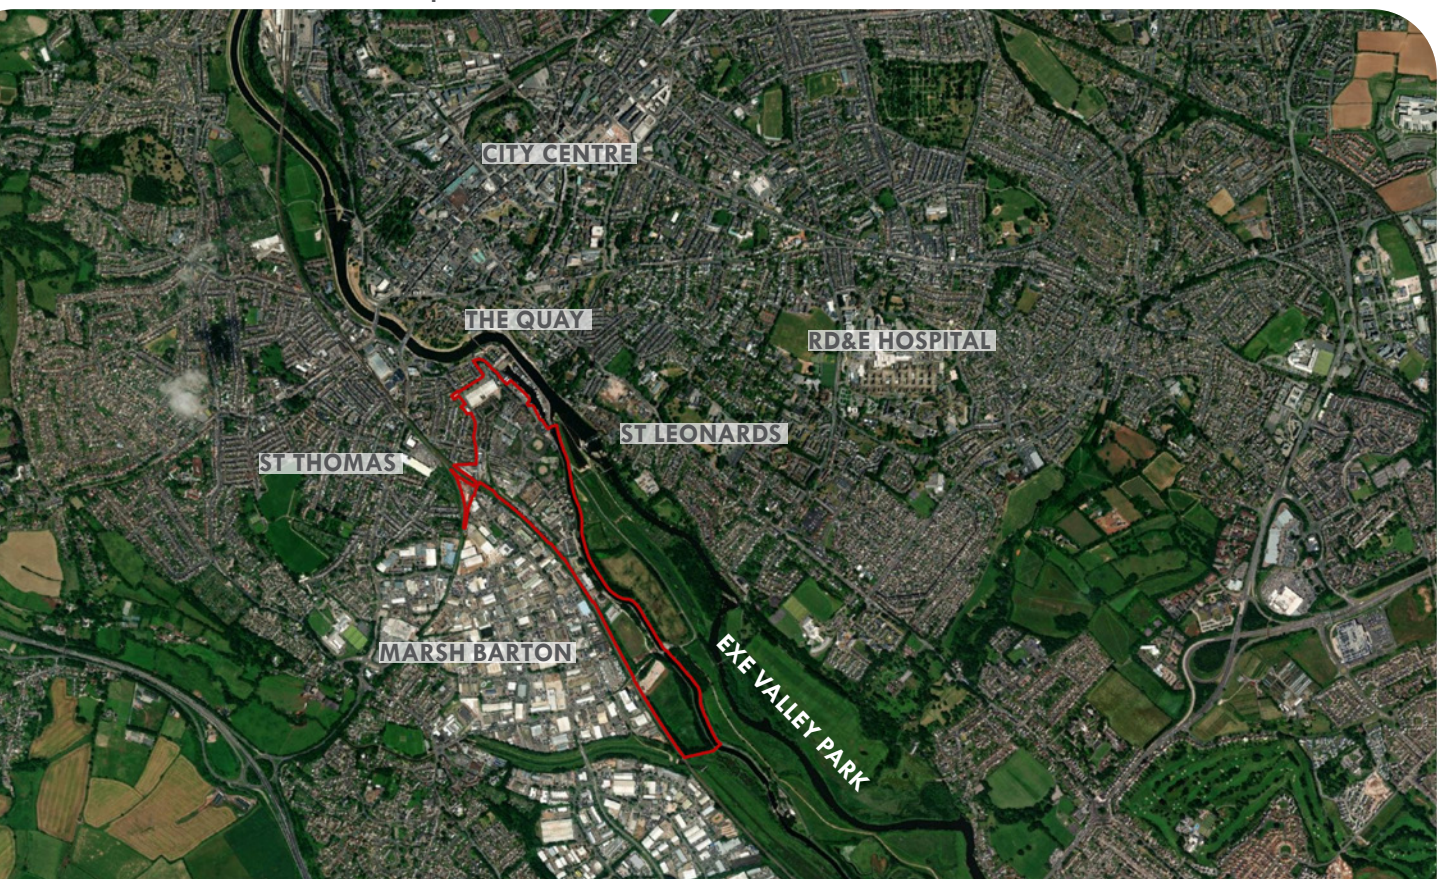 CITY CENTRE
THE QUAY
RD&E HOSPITAL
ST LEONARDS
ST THOMAS
MARSH BARTON
EXE VALLEY PARK